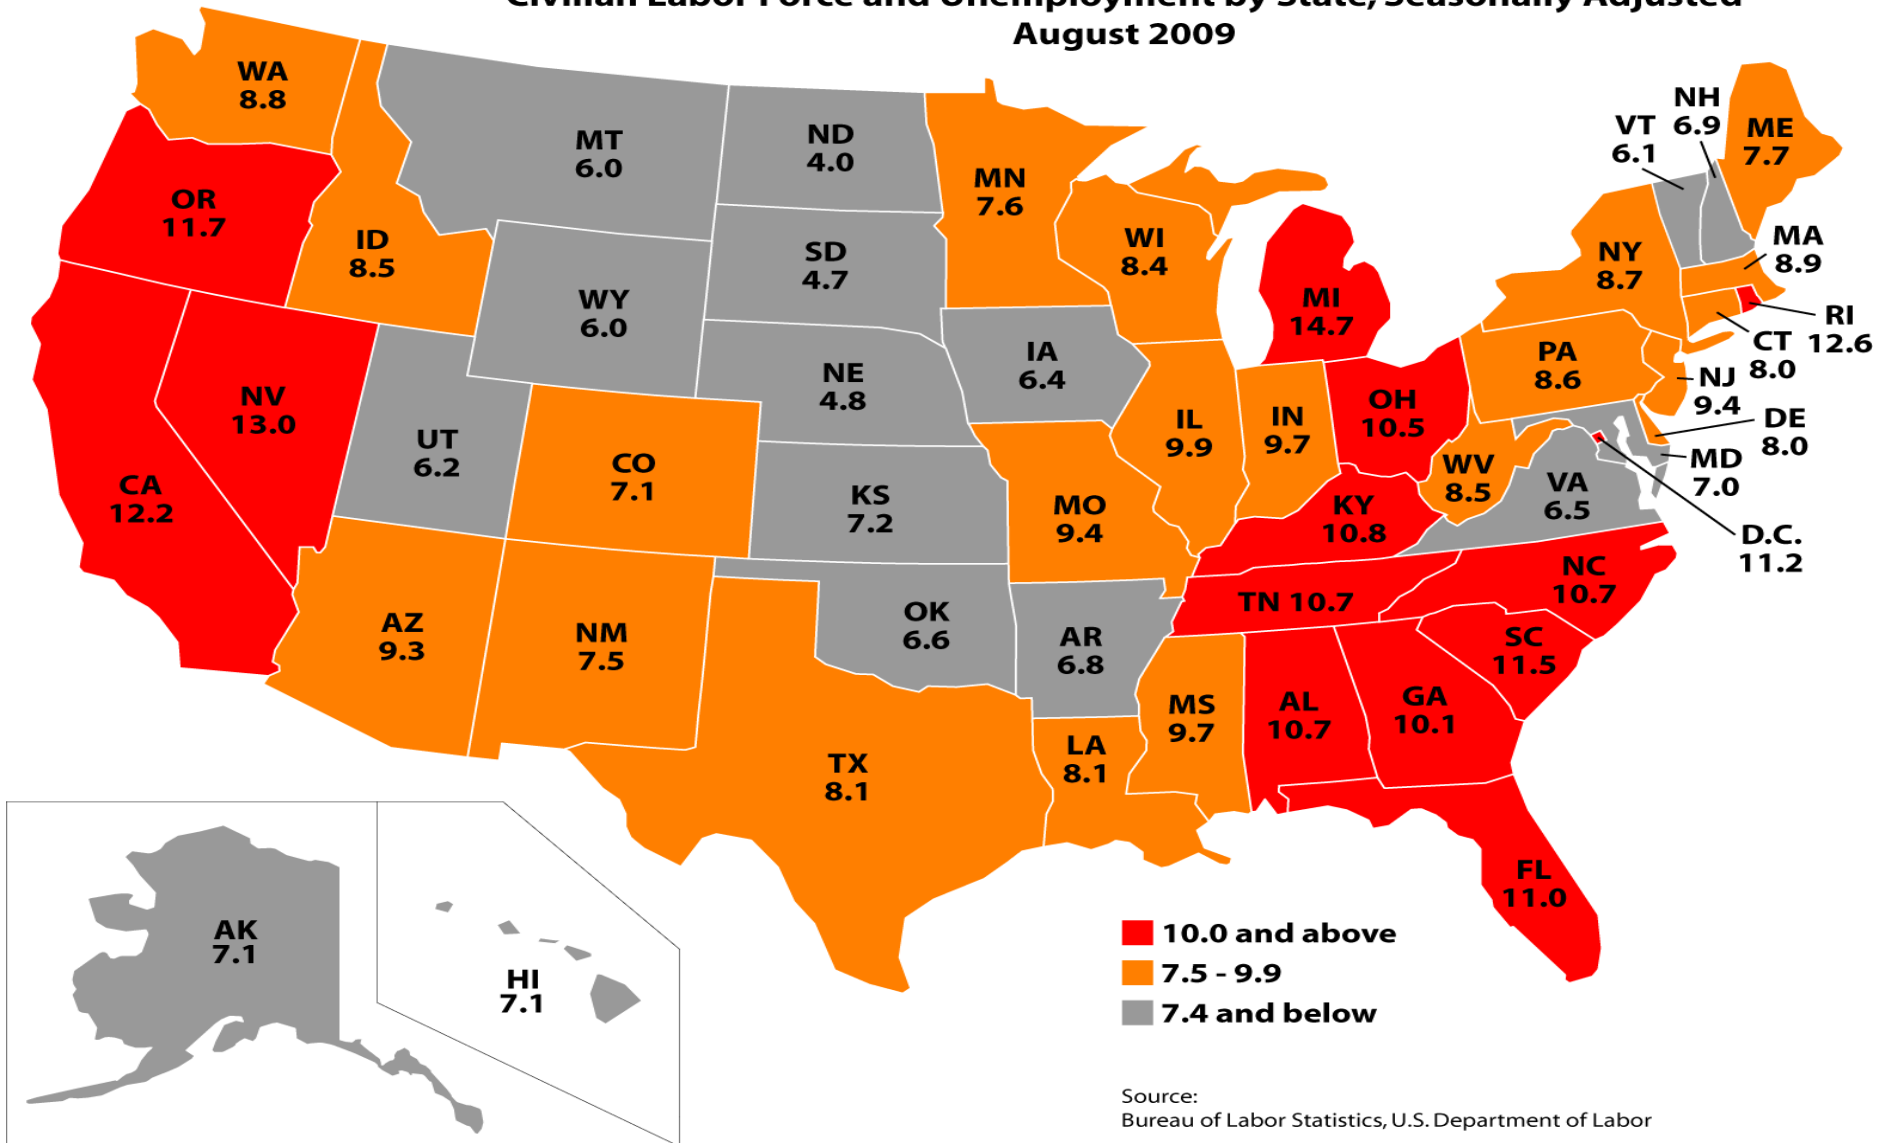 Civilian Labor Force and Unemployment by State, Seasonally Adjusted
August 2009
WA
8.8
OR
11.7
ID
8.5
MT
6.0
ND
4.0
MN
7.6
SD
4.7
WY
6.0
WI
8.4
MI
14.7
VT
6.1
NH
6.9
ME
7.7
NY
8.7
MA
8.9
RI
12.6
CT
8.0
PA
8.6
NJ
9.4
DE
8.0
MD
7.0
D.C.
11.2
CA
12.2
NV
13.0
UT
6.2
CO
7.1
NE
4.8
IA
6.4
KS
7.2
MO
9.4
IL
9.9
IN
9.7
OH
10.5
WV
8.5
VA
6.5
KY
10.8
NC
10.7
TN 10.7
SC
11.5
AZ
9.3
NM
7.5
OK
6.6
AR
6.8
MS
9.7
AL
10.7
GA
10.1
TX
8.1
LA
8.1
FL
11.0
AK
7.1
HI
7.1
10.0 and above
7.5 - 9.9
7.4 and below
Source:
Bureau of Labor Statistics, U.S. Department of Labor